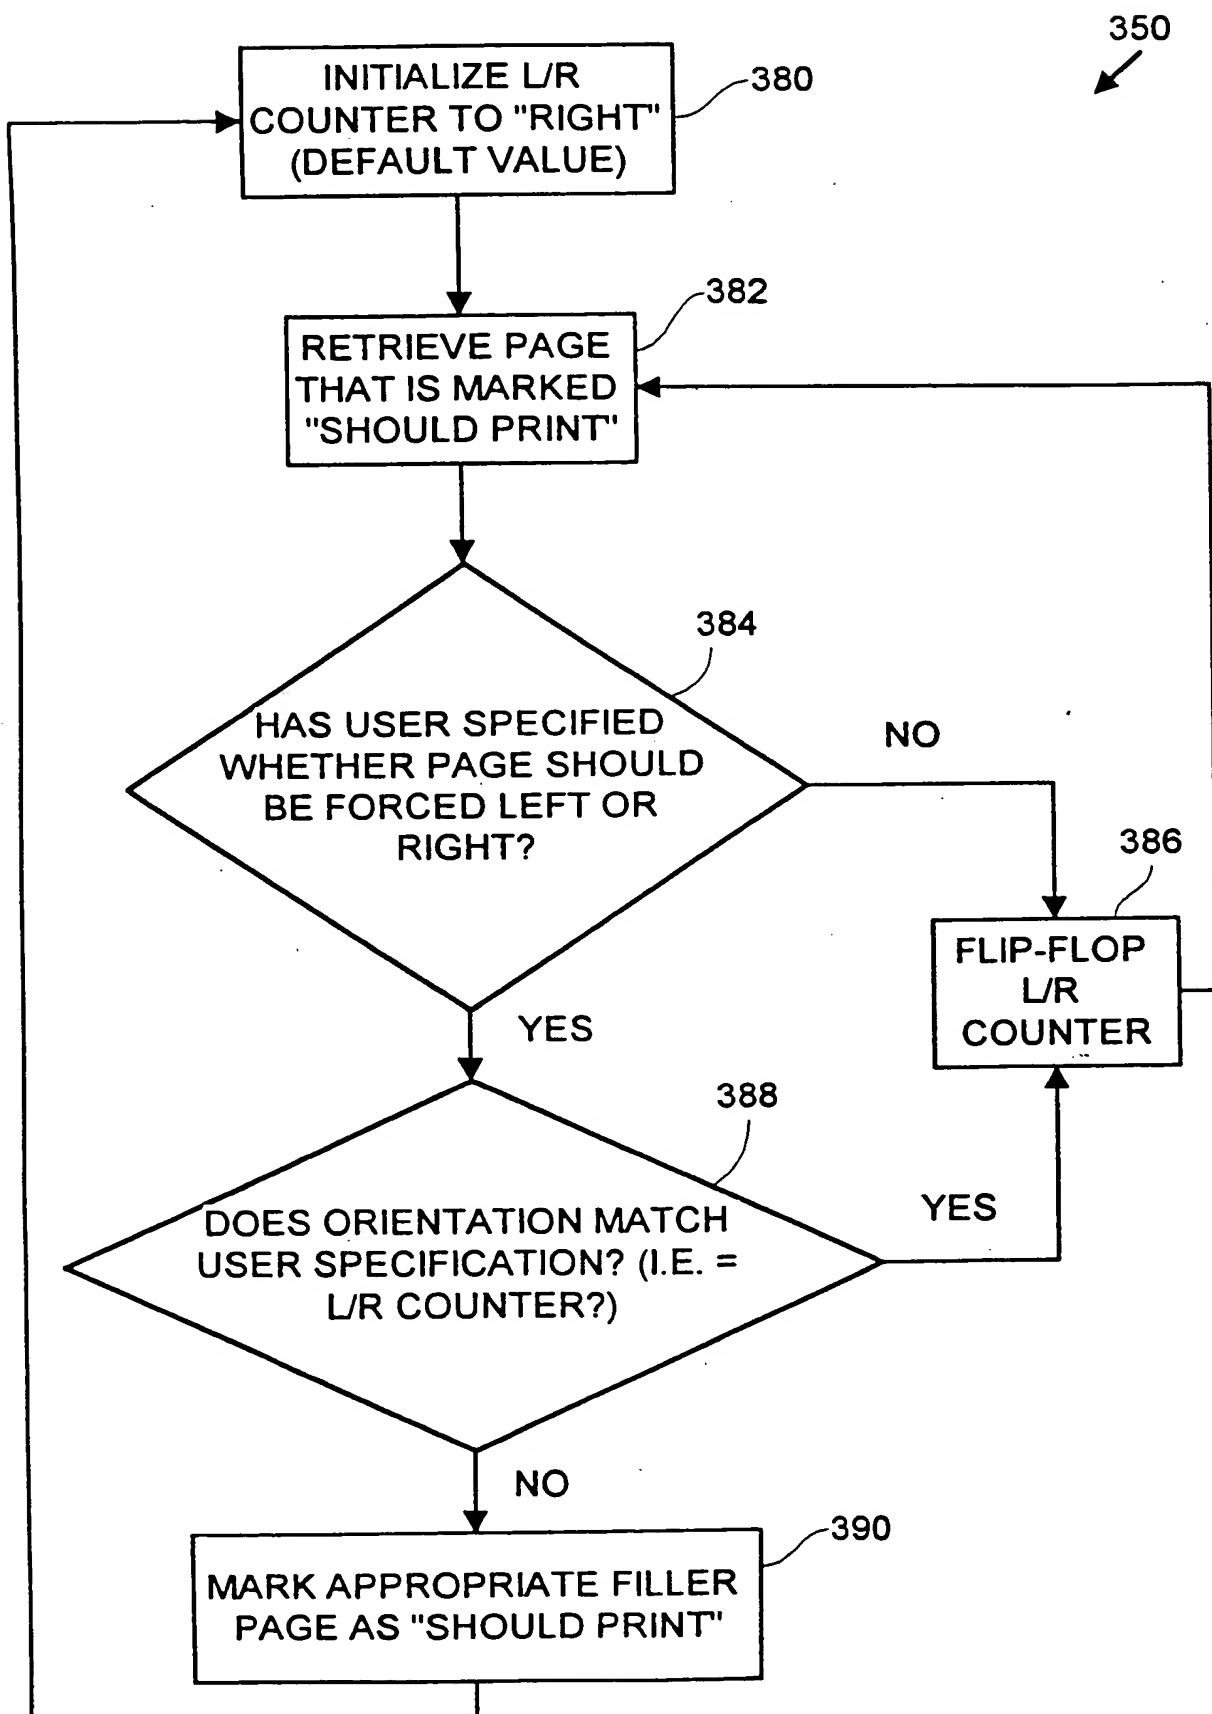 350
INITIALIZE L/R
COUNTER TO "RIGHT"
(DEFAULT VALUE)
380
382
RETRIEVE PAGE
THAT IS MARKED
"SHOULD PRINT"
384
HAS USER SPECIFIED
WHETHER PAGE SHOULD
BE FORCED LEFT OR
RIGHT?
NO
386
FLIP-FLOP
L/R
COUNTER
YES
388
DOES ORIENTATION MATCH
USER SPECIFICATION? (I.E. =
L/R COUNTER?)
YES
NO
390
MARK APPROPRIATE FILLER
PAGE AS "SHOULD PRINT"